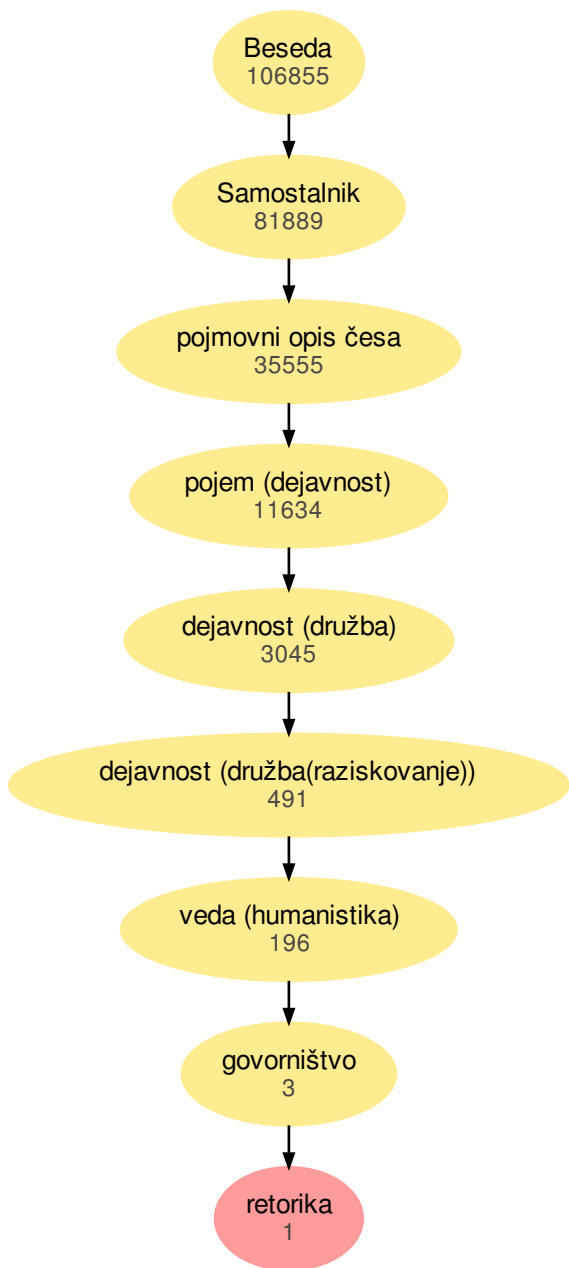 Beseda
106855
Samostalnik
81889
pojmovni opis česa
35555
pojem (dejavnost)
11634
dejavnost (družba)
3045
dejavnost (družba(raziskovanje))
491
veda (humanistika)
196
govorništvo
3
retorika
1